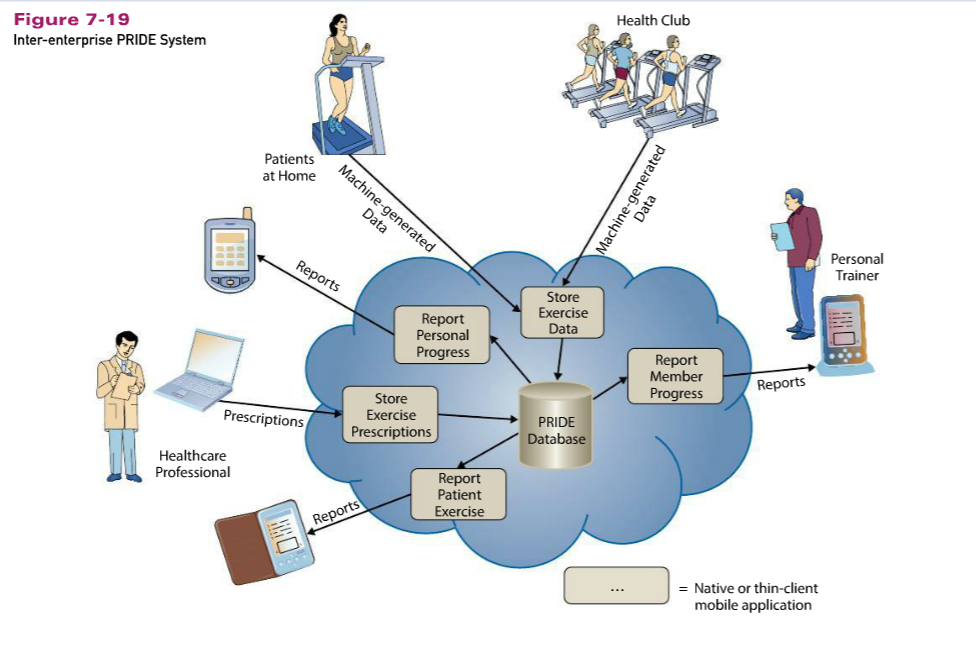 Figure 7-19
Inter-enterprise PRIDE System
Health Club
Patients
at Home
Machine-generated
Data
Machine-generated
Data
Personal
Trainer
Reports
Store
Exercise
Data
Report
Personal
Progress
Report
Member
Progress
Reports
Store
Exercise
Prescriptions
Prescriptions
PRIDE
Database
Healthcare
Professional
Report
Patient
Exercise
Reports
...
= Native or thin-client
mobile application